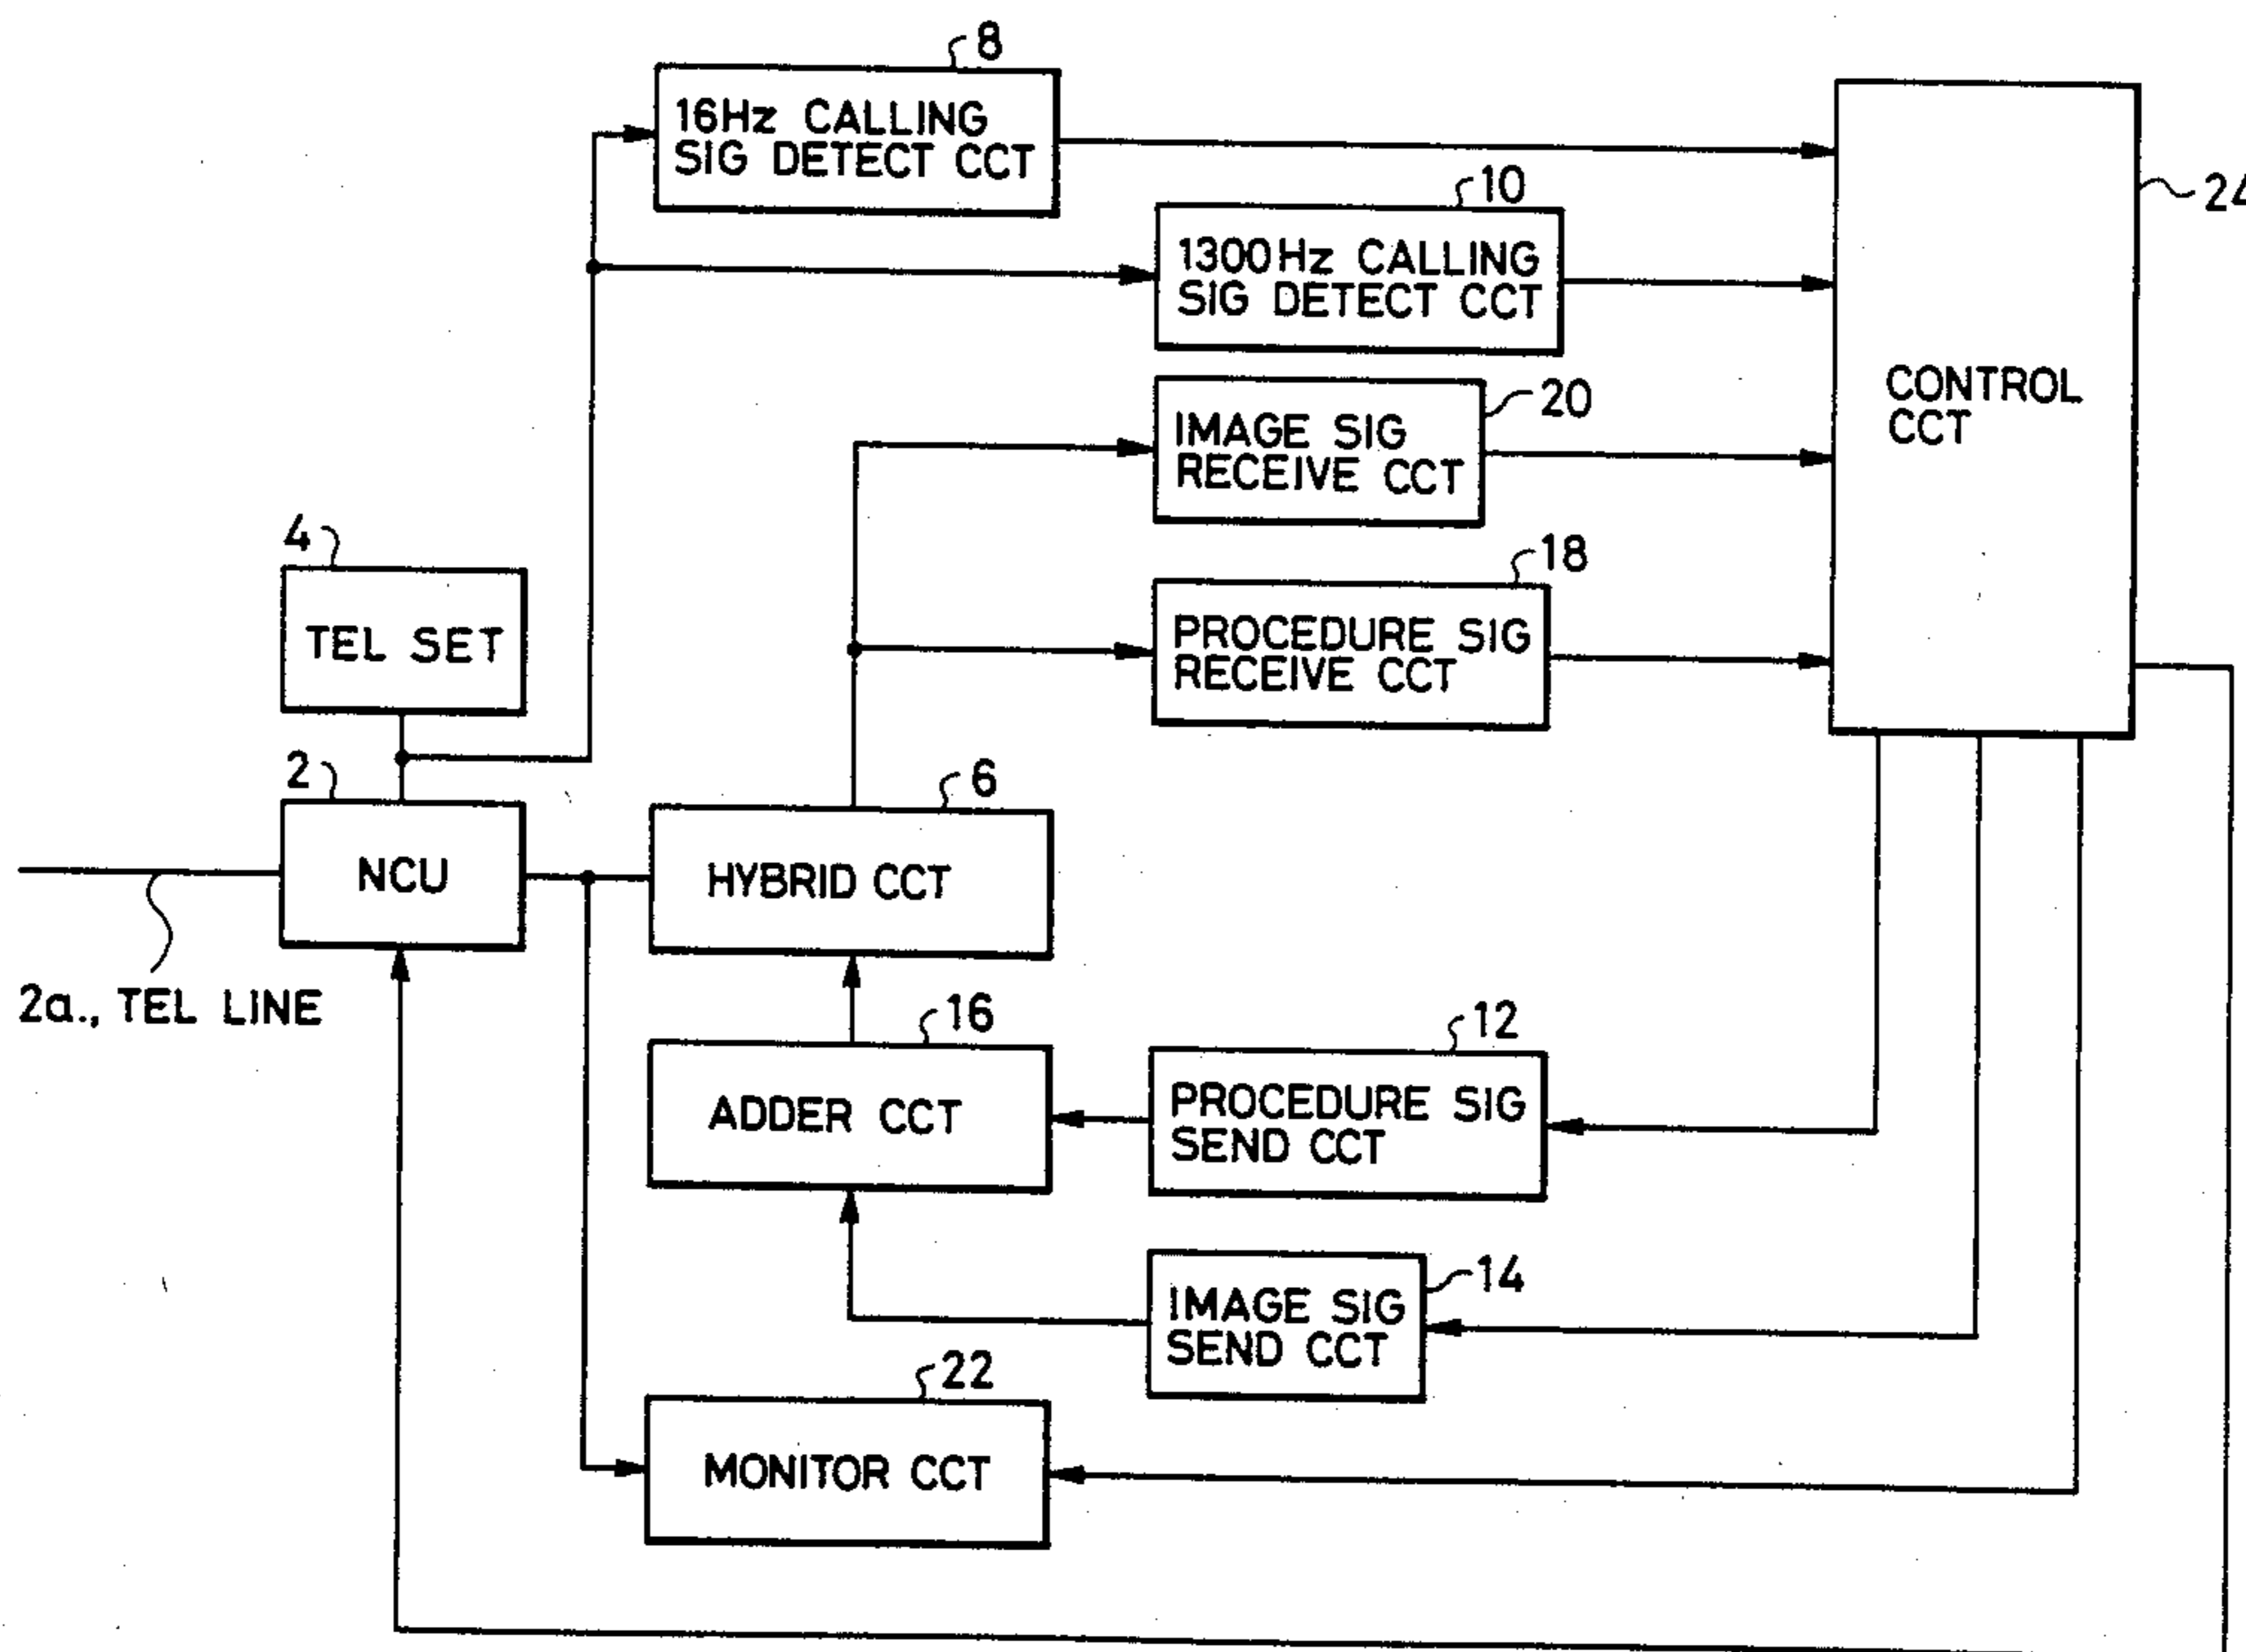 8
16Hz CALLING
SIG DETECT CCT
10
1300Hz CALLING
SIG DETECT CCT
24
CONTROL
CCT
20
IMAGE SIG
RECEIVE CCT
18
PROCEDURE SIG
RECEIVE CCT
4
TEL SET
2
NCU
6
HYBRID CCT
2a., TEL LINE
16
ADDER CCT
12
PROCEDURE SIG
SEND CCT
14
IMAGE SIG
SEND CCT
22
MONITOR CCT